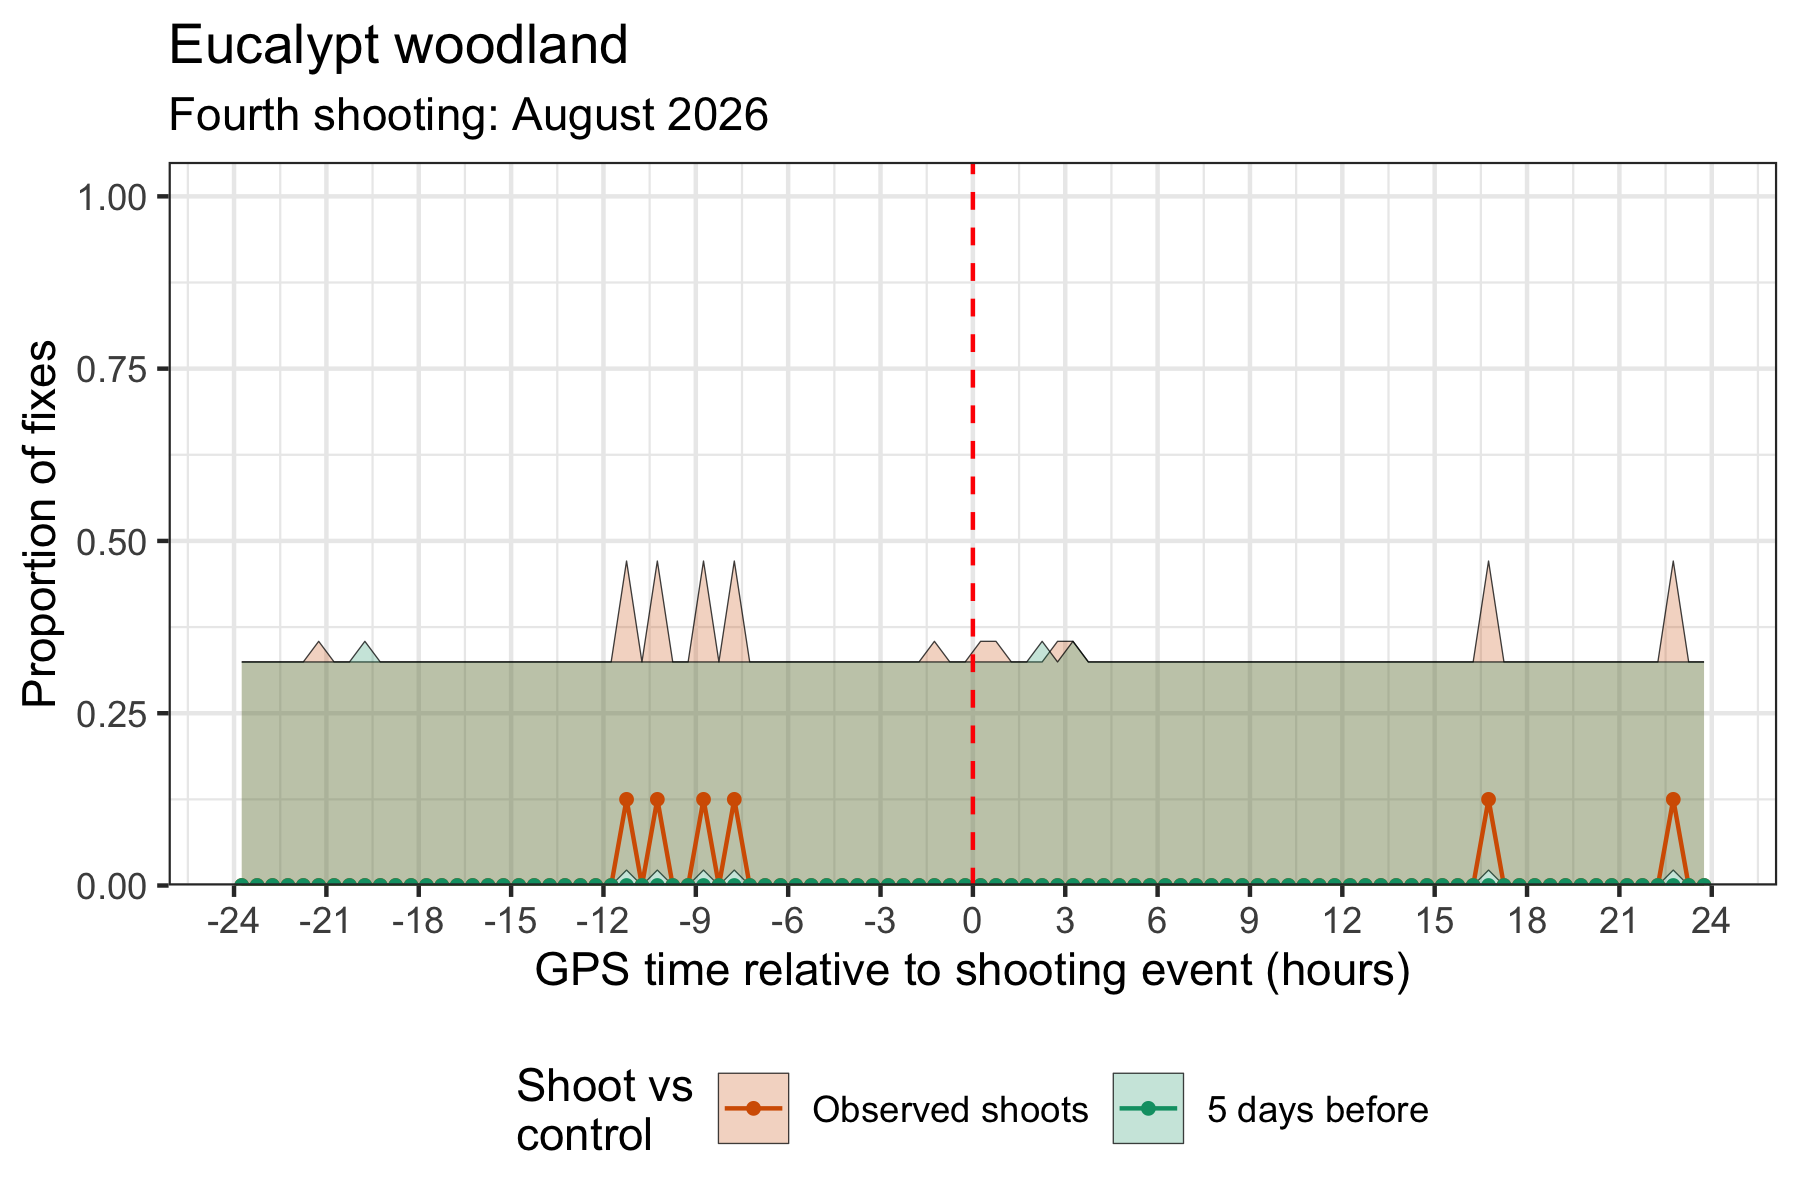 Eucalypt woodland
Fourth shooting: August 2026
1.00
0.75
0.50
0.25
0.00
Proportion of fixes
-24 -21 -18 -15 -12 -9 -6 -3 0 3 6 9 12 15 18 21 24
GPS time relative to shooting event (hours)
Shoot vs
control
Observed shoots
5 days before